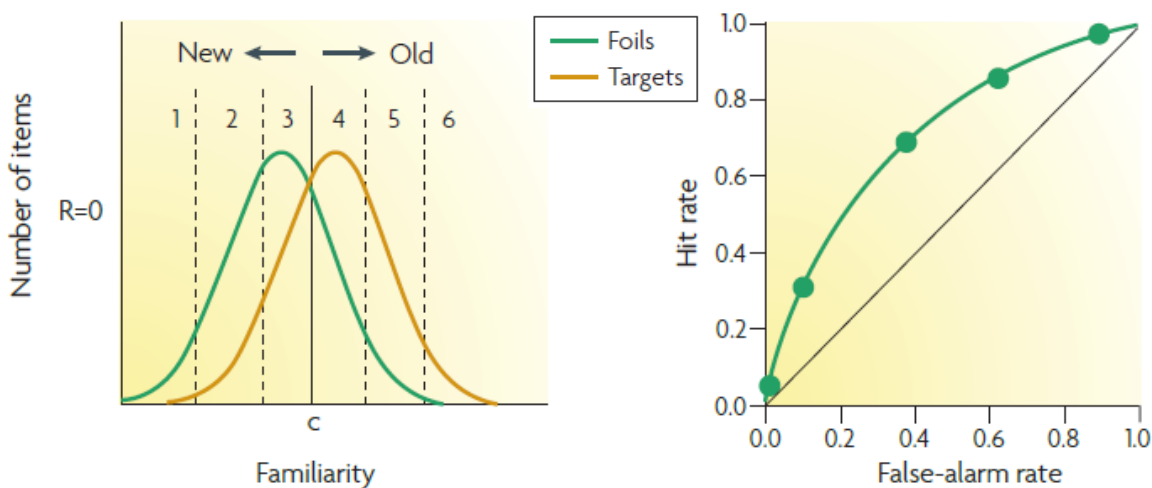 New Old
1 2 3 4 5 6
Number of items
R=0
c
Familiarity
Foils
Targets
1.0
0.8
0.6
0.4
0.2
0.0
Hit rate
0.0 0.2 0.4 0.6 0.8 1.0
False-alarm rate